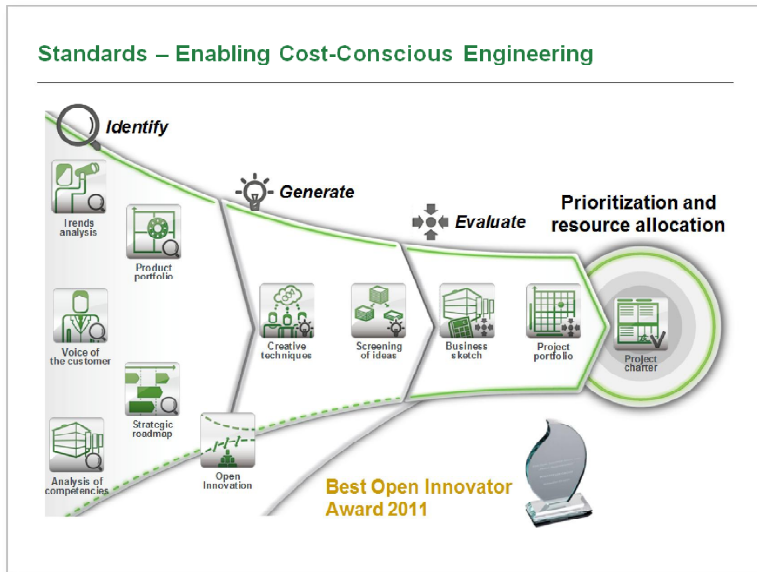 Standards – Enabling Cost-Conscious Engineering
Identify
Generate
Evaluate
Prioritization and
resource allocation
Trends
analysis
Product
portfolio
Voice of
the customer
Strategic
roadmap
Analysis of
competencies
Open
Innovation
Creative
techniques
Screening
of ideas
Business
sketch
Project
portfolio
Project
charter
Best Open Innovator
Award 2011